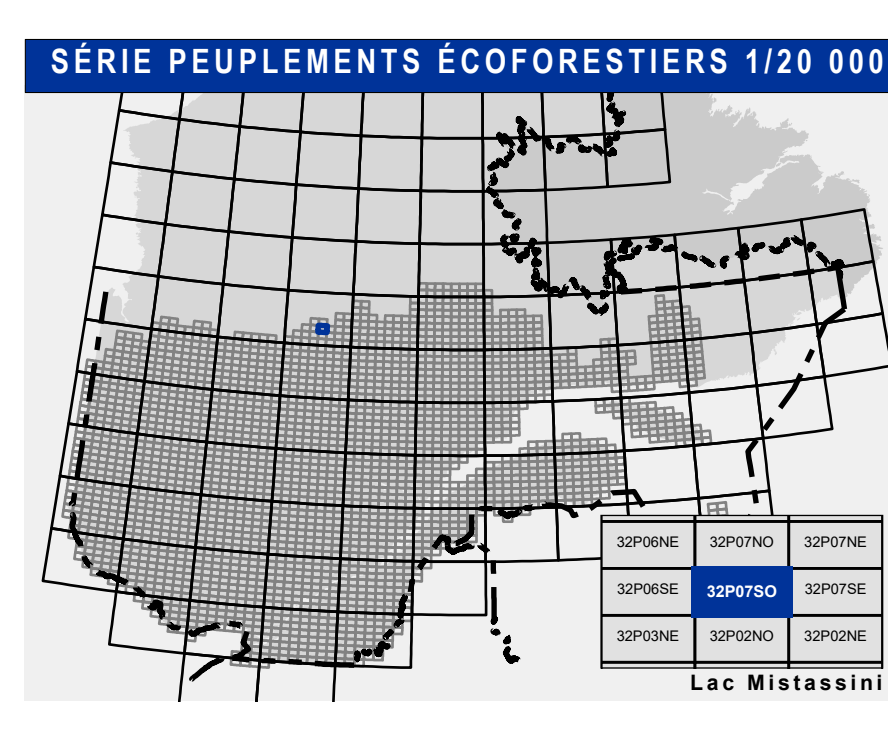 SÉRIE PEUPLEMENTS ÉCOFORESTIERS 1/20 000
32P06NE 32P07NO 32P07NE
32P06SE 32P07SO 32P07SE
32P03NE 32P02NO 32P02NE
Lac Mistassini